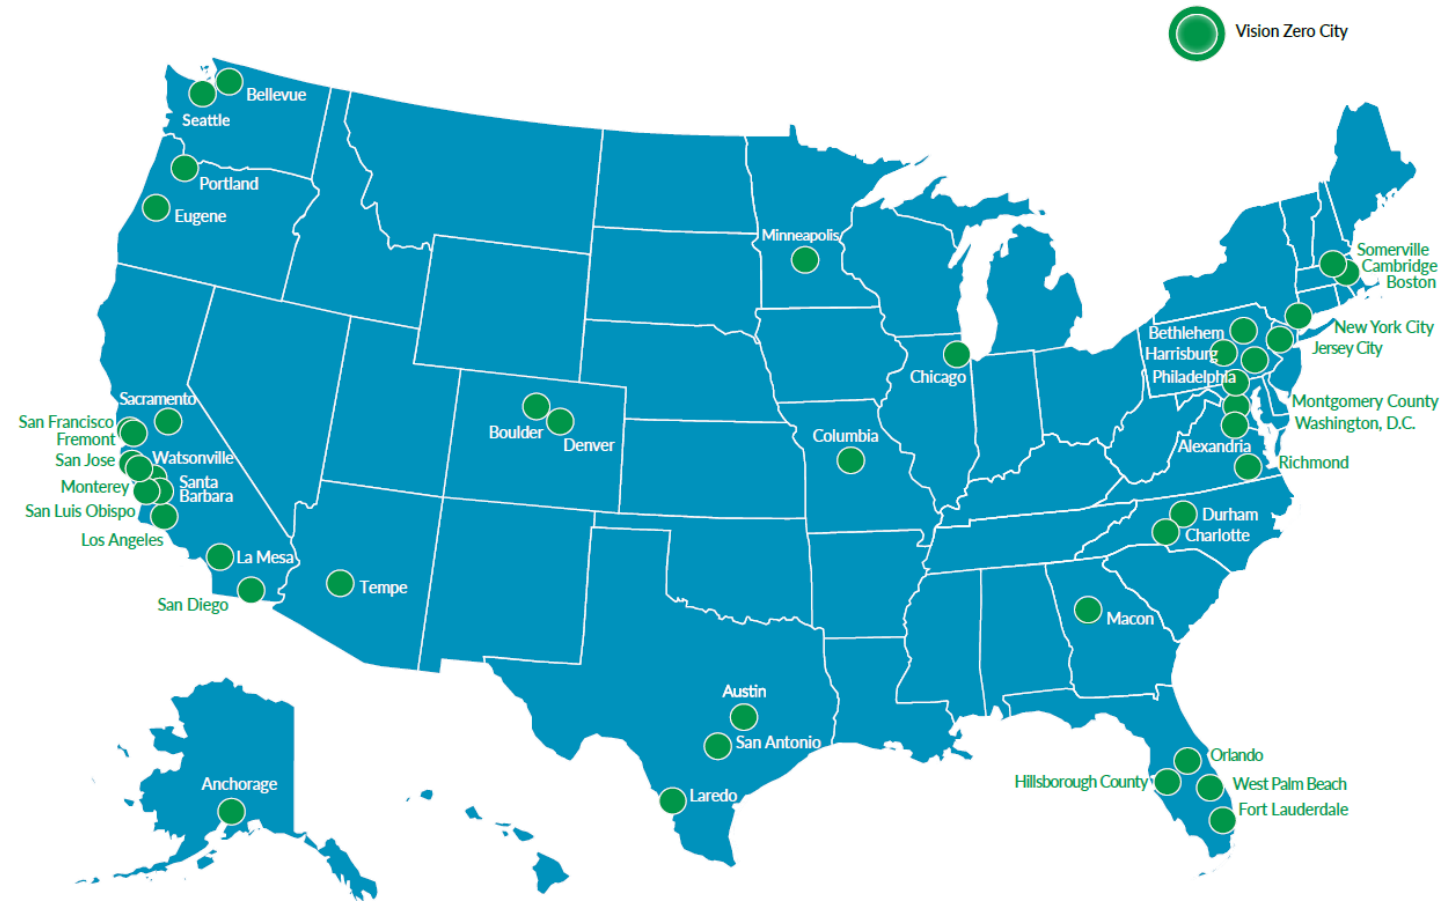 Vision Zero City
Bellevue
Seattle
Portland
Eugene
Minneapolis
Somerville
Cambridge
Boston
New York City
Jersey City
Bethlehem
Harrisburg
Philadelphia
Chicago
Montgomery County
Washington, D.C.
Alexandria
Richmond
Sacramento
San Francisco
Fremont
San Jose
Watsonville
Monterey
Santa
Barbara
San Luis Obispo
Los Angeles
La Mesa
San Diego
Boulder
Denver
Columbia
Tempe
Durham
Charlotte
Macon
Austin
San Antonio
Laredo
Anchorage
Orlando
Hillsborough County
West Palm Beach
Fort Lauderdale